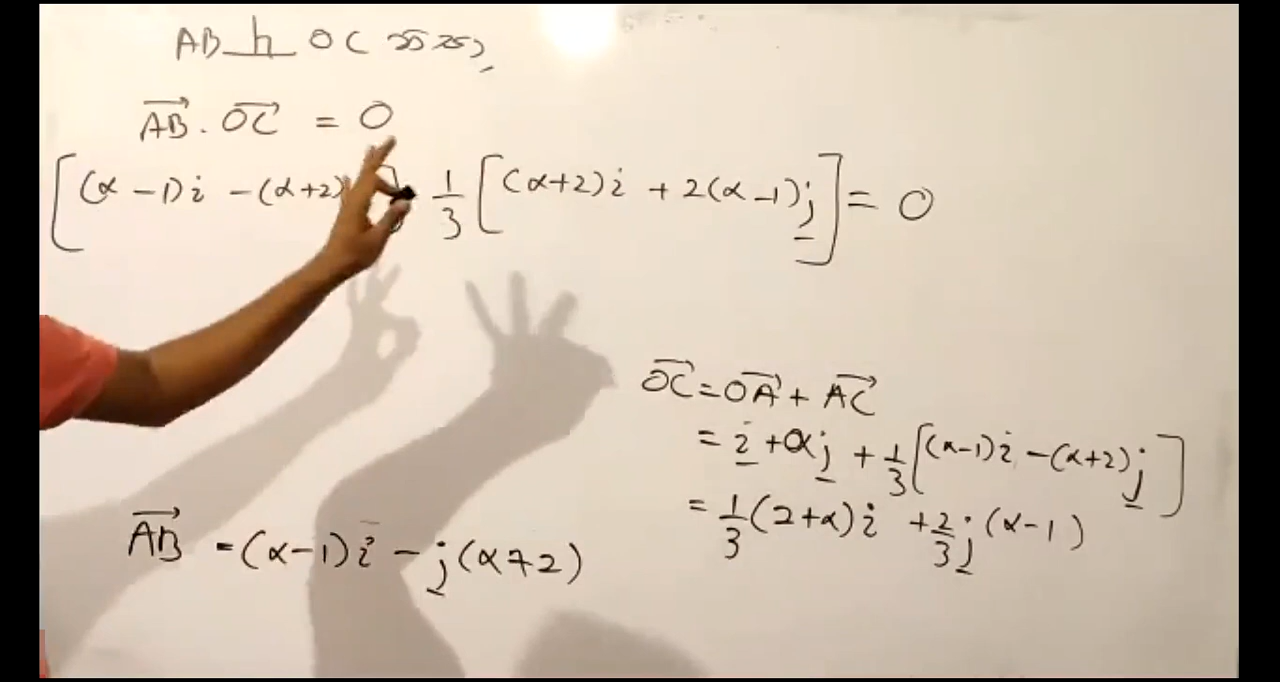 AB h OC
→AB . →OC = 0
[(α - 1)i - (α+2) 1/3 [(α+2)i + 2(α-1)j] = 0
→OC = →OA + →AC
= i + αj + 1/3[(α-1)i - (α+2)j]
= 1/3(2+α)i + 2/3 j(α-1)
→AB = (α-1)i - j(α+2)